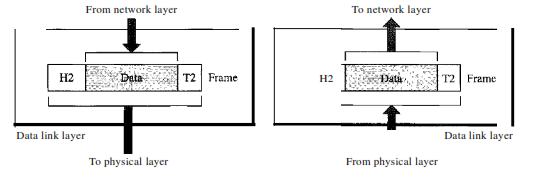 From network layer
H2 Data T2 Frame
Data link layer
To physical layer
To network layer
H2 Data T2 Frame
Data link layer
From physical layer